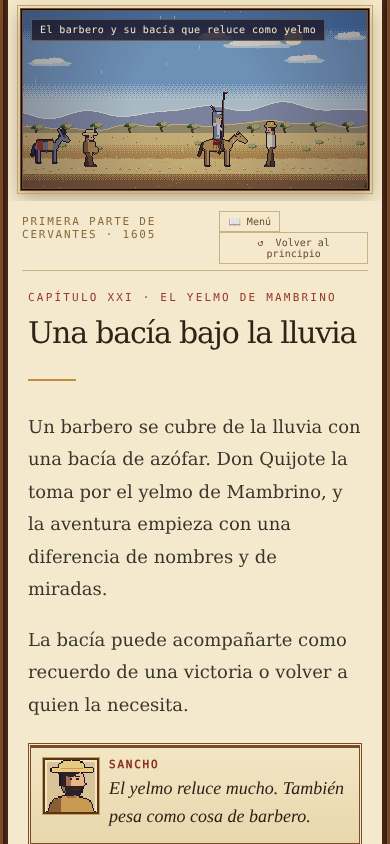 El barbero y su bacía que reluce como yelmo
PRIMERA PARTE DE
CERVANTES · 1605
📖 Menú
↺ Volver al
principio
CAPÍTULO XXI · EL YELMO DE MAMBRINO
Una bacía bajo la lluvia
Un barbero se cubre de la lluvia con
una bacía de azófar. Don Quijote la
toma por el yelmo de Mambrino, y
la aventura empieza con una
diferencia de nombres y de
miradas.
La bacía puede acompañarte como
recuerdo de una victoria o volver a
quien la necesita.
SANCHO
El yelmo reluce mucho. También
pesa como cosa de barbero.